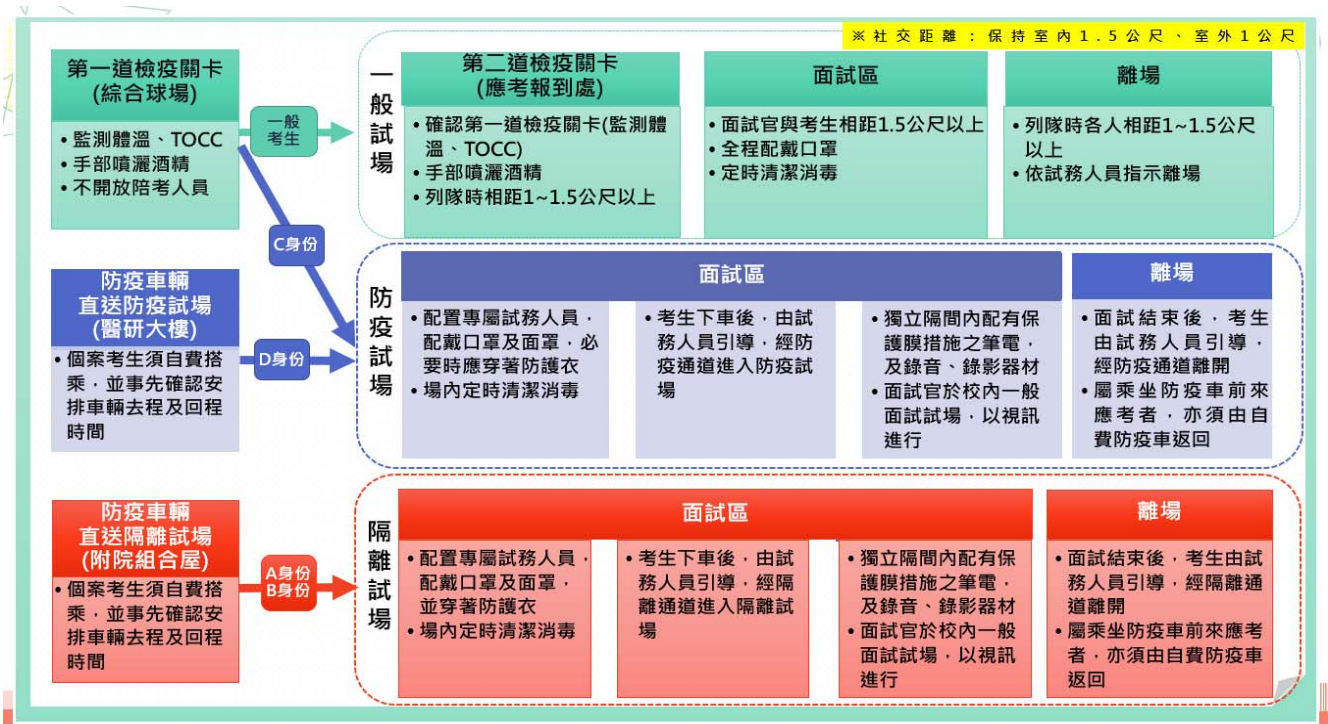 ※社交距離：保持室內1.5公尺、室外1公尺
第一道檢疫關卡
(綜合球場)
• 監測體溫、TOCC
• 手部噴灑酒精
• 不開放陪考人員
一般
考生
C身份
一般試場
第二道檢疫關卡
(應考報到處)
• 確認第一道檢疫關卡(監測體
溫、TOCC)
• 手部噴灑酒精
• 列隊時相距1~1.5公尺以上
面試區
• 面試官與考生相距1.5公尺以上
• 全程配戴口罩
• 定時清潔消毒
離場
• 列隊時各人相距1~1.5公尺
以上
• 依試務人員指示離場
防疫車輛
直送防疫試場
(醫研大樓)
• 個案考生須自費搭
乘，並事先確認安
排車輛去程及回程
時間
D身份
防疫試場
面試區
• 配置專屬試務人員，
配戴口罩及面罩，必
要時應穿著防護衣
• 場內定時清潔消毒
• 考生下車後，由試
務人員引導，經防
疫通道進入防疫試
場
• 獨立隔間內配有保
護膜措施之筆電，
及錄音、錄影器材
• 面試官於校內一般
面試試場，以視訊
進行
離場
• 面試結束後，考生
由試務人員引導，
經防疫通道離開
• 屬乘坐防疫車前來
應考者，亦須由自
費防疫車返回
防疫車輛
直送隔離試場
(附院組合屋)
• 個案考生須自費搭
乘，並事先確認安
排車輛去程及回程
時間
A身份
B身份
隔離試場
面試區
• 配置專屬試務人員，
配戴口罩及面罩，
並穿著防護衣
• 場內定時清潔消毒
• 考生下車後，由試
務人員引導，經隔
離通道進入隔離試
場
• 獨立隔間內配有保
護膜措施之筆電，
及錄音、錄影器材
• 面試官於校內一般
面試試場，以視訊
進行
離場
• 面試結束後，考生由試
務人員引導，經隔離通
道離開
• 屬乘坐防疫車前來應考
者，亦須由自費防疫車
返回